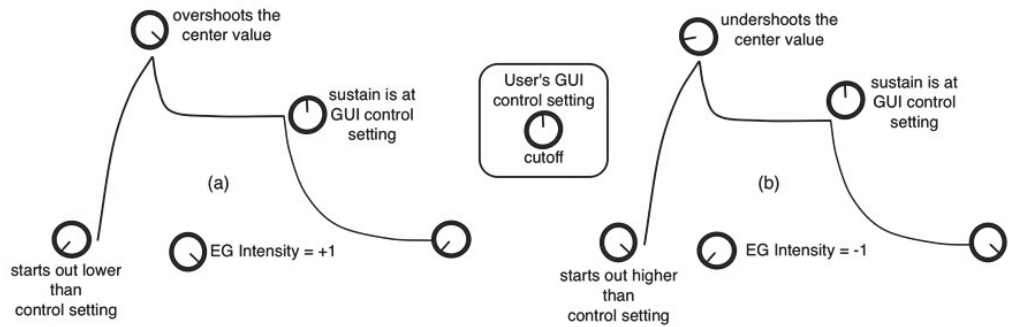 overshoots the
center value
sustain is at
GUI control
setting
(a)
EG Intensity = +1
starts out lower
than
control setting
User's GUI
control setting
cutoff
undershoots the
center value
sustain is at
GUI control
setting
(b)
EG Intensity = -1
starts out higher
than
control setting